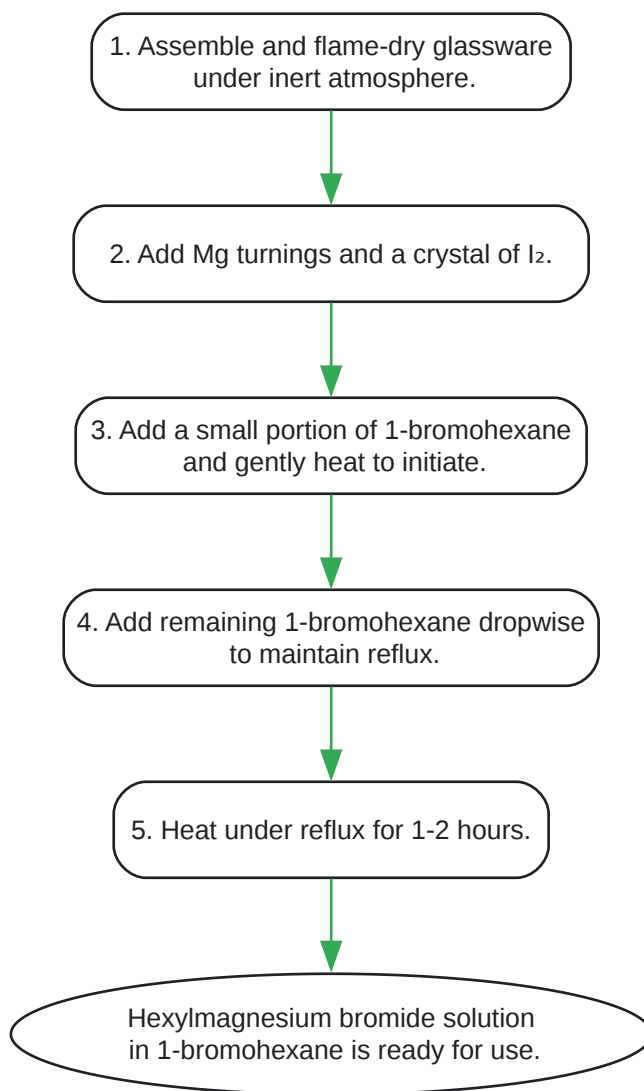 1. Assemble and flame-dry glassware
under inert atmosphere.
2. Add Mg turnings and a crystal of I₂.
3. Add a small portion of 1-bromohexane
and gently heat to initiate.
4. Add remaining 1-bromohexane dropwise
to maintain reflux.
5. Heat under reflux for 1-2 hours.
Hexylmagnesium bromide solution
in 1-bromohexane is ready for use.